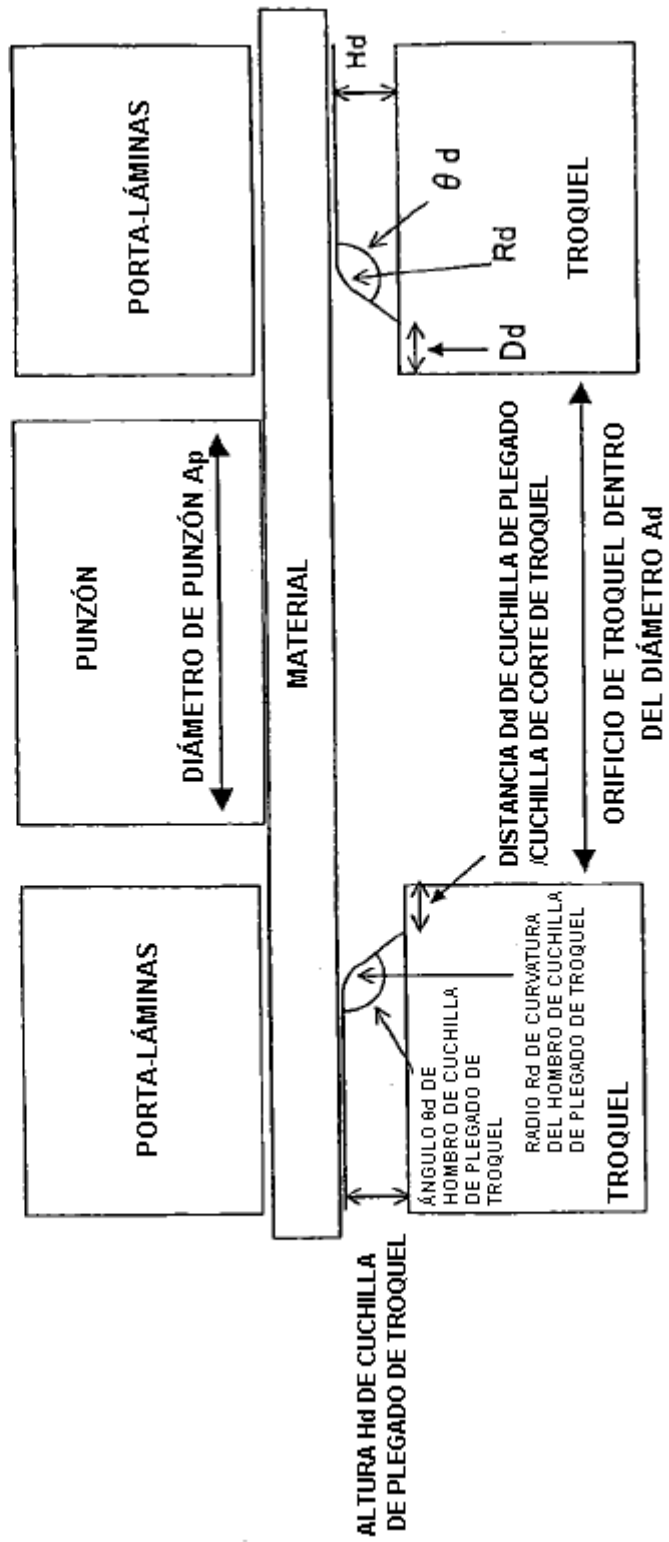 PORTA-LÁMINAS
PUNZÓN
PORTA-LÁMINAS
DIÁMETRO DE PUNZÓN Ap
MATERIAL
ALTURA Hd DE CUCHILLA
DE PLEGADO DE TROQUEL
ÁNGULO θd DE
HOMBRO DE CUCHILLA
DE PLEGADO DE
TROQUEL
RADIO Rd DE CURVATURA
DEL HOMBRO DE CUCHILLA
DE PLEGADO DE TROQUEL
TROQUEL
DISTANCIA Dd DE CUCHILLA DE PLEGADO
/CUCHILLA DE CORTE DE TROQUEL
ORIFICIO DE TROQUEL DENTRO
DEL DIÁMETRO Ad
Hd
θd
Rd
Dd
TROQUEL